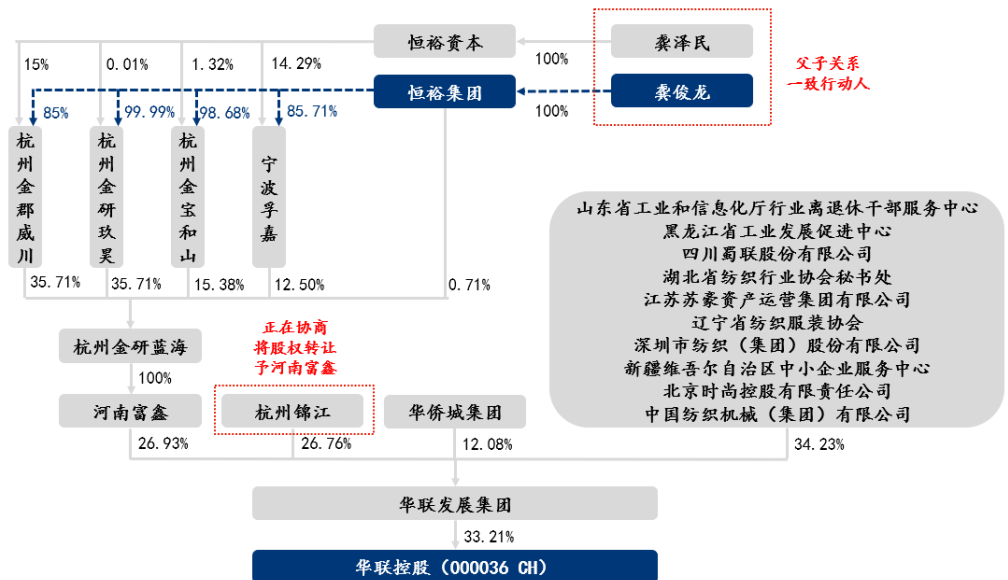 恒裕资本
龚泽民
100%
父子关系
一致行动人
15%
0.01%
1.32%
14.29%
恒裕集团
龚俊龙
100%
85%
99.99%
98.68%
85.71%
杭州金郡威川
杭州金研玖昊
杭州金宝和山
宁波孚嘉
35.71%
35.71%
15.38%
12.50%
0.71%
山东省工业和信息化厅行业离退休干部服务中心
黑龙江省工业发展促进中心
四川蜀联股份有限公司
湖北省纺织行业协会秘书处
江苏苏豪资产运营集团有限公司
辽宁省纺织服装协会
深圳市纺织（集团）股份有限公司
新疆维吾尔自治区中小企业服务中心
北京时尚控股有限责任公司
中国纺织机械（集团）有限公司
正在协商
将股权转让
予河南富鑫
杭州金研蓝海
100%
河南富鑫
杭州锦江
华侨城集团
26.93%
26.76%
12.08%
34.23%
华联发展集团
33.21%
华联控股（000036 CH）